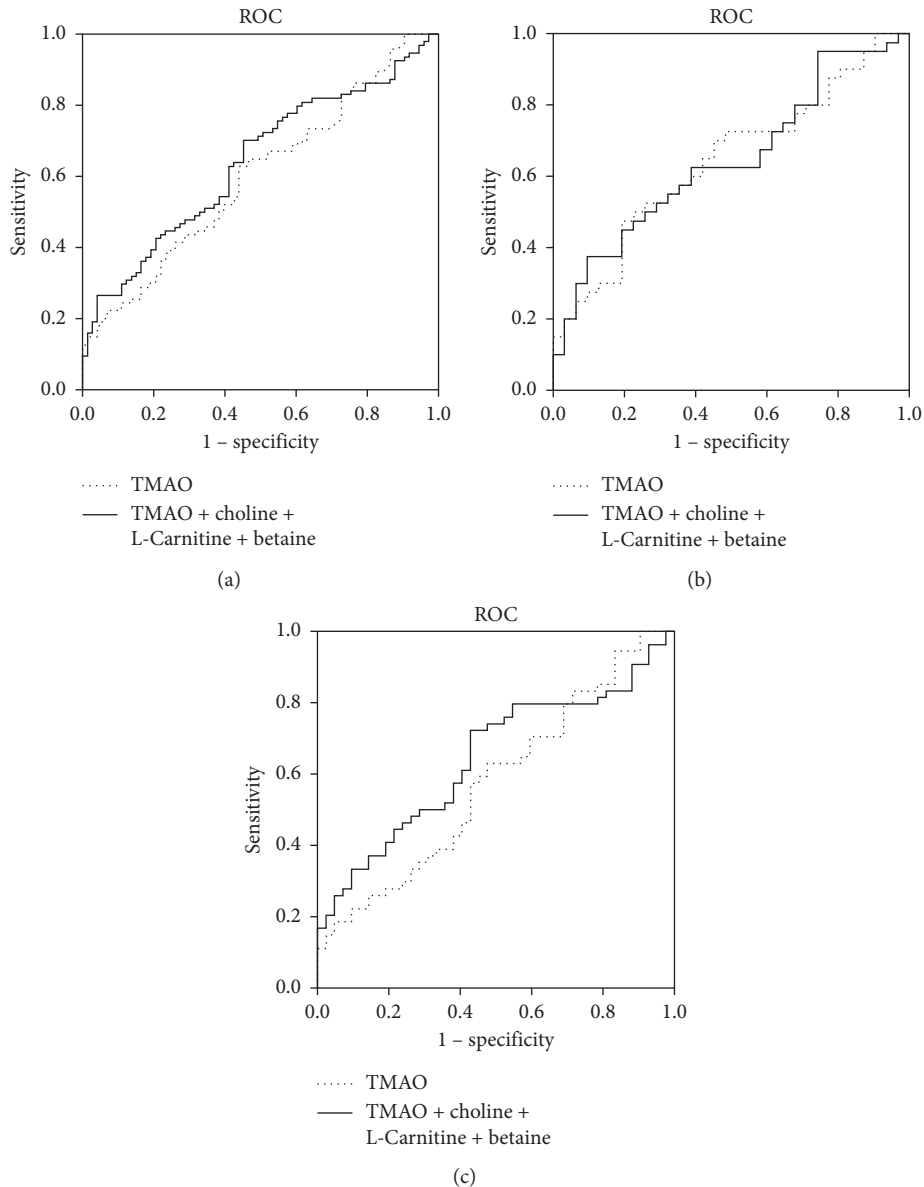 ROC
1.0
0.8
0.6
0.4
0.2
0.0
Sensitivity
0.0 0.2 0.4 0.6 0.8 1.0
1 – specificity
TMAO
TMAO + choline +
L-Carnitine + betaine
(a)
ROC
1.0
0.8
0.6
0.4
0.2
0.0
Sensitivity
0.0 0.2 0.4 0.6 0.8 1.0
1 – specificity
TMAO
TMAO + choline +
L-Carnitine + betaine
(b)
ROC
1.0
0.8
0.6
0.4
0.2
0.0
Sensitivity
0.0 0.2 0.4 0.6 0.8 1.0
1 – specificity
TMAO
TMAO + choline +
L-Carnitine + betaine
(c)